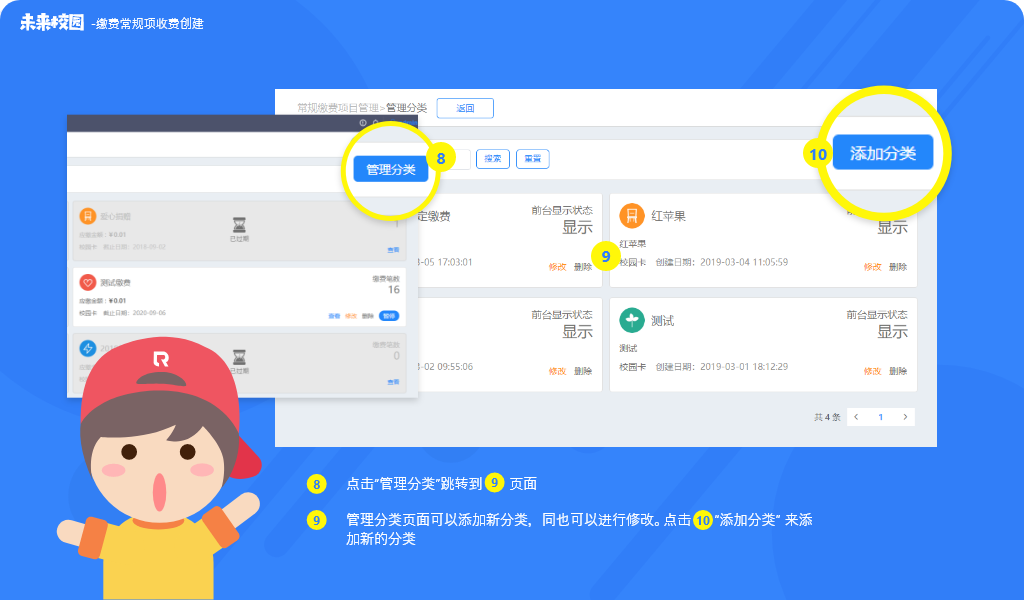 未来校园 -缴费常规项收费创建
常规缴费项目管理>管理分类 返回
搜索 重置
10 添加分类
管理分类 8
应缴金额：¥0.01
校园卡 截止日期：2019-09-02
已过期
查看
测试缴费
应缴金额：¥0.01
校园卡 截止日期：2020-09-06
缴费笔数
16
查看 修改 删除 暂停
缴费笔数
0
已过期
查看
定缴费
前台显示状态
显示
-05 17:03:01
修改 删除
9
红苹果
显示
红苹果
校园卡 创建日期：2019-03-04 11:05:59
修改 删除
前台显示状态
显示
-02 09:55:06
修改 删除
测试
前台显示状态
显示
测试
校园卡 创建日期：2019-03-01 18:12:29
修改 删除
共 4 条 < 1 >
R
8 点击“管理分类”跳转到 9 页面
9 管理分类页面可以添加新分类，同也可以进行修改。点击 10 “添加分类” 来添
加新的分类